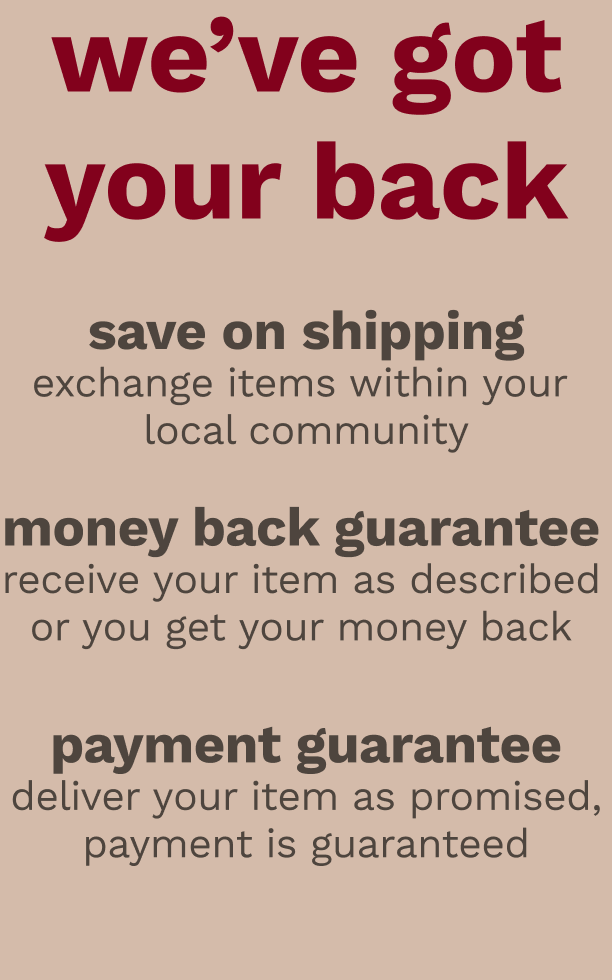 we’ve got
your back
save on shipping
exchange items within your
local community
money back guarantee
receive your item as described
or you get your money back
payment guarantee
deliver your item as promised,
payment is guaranteed